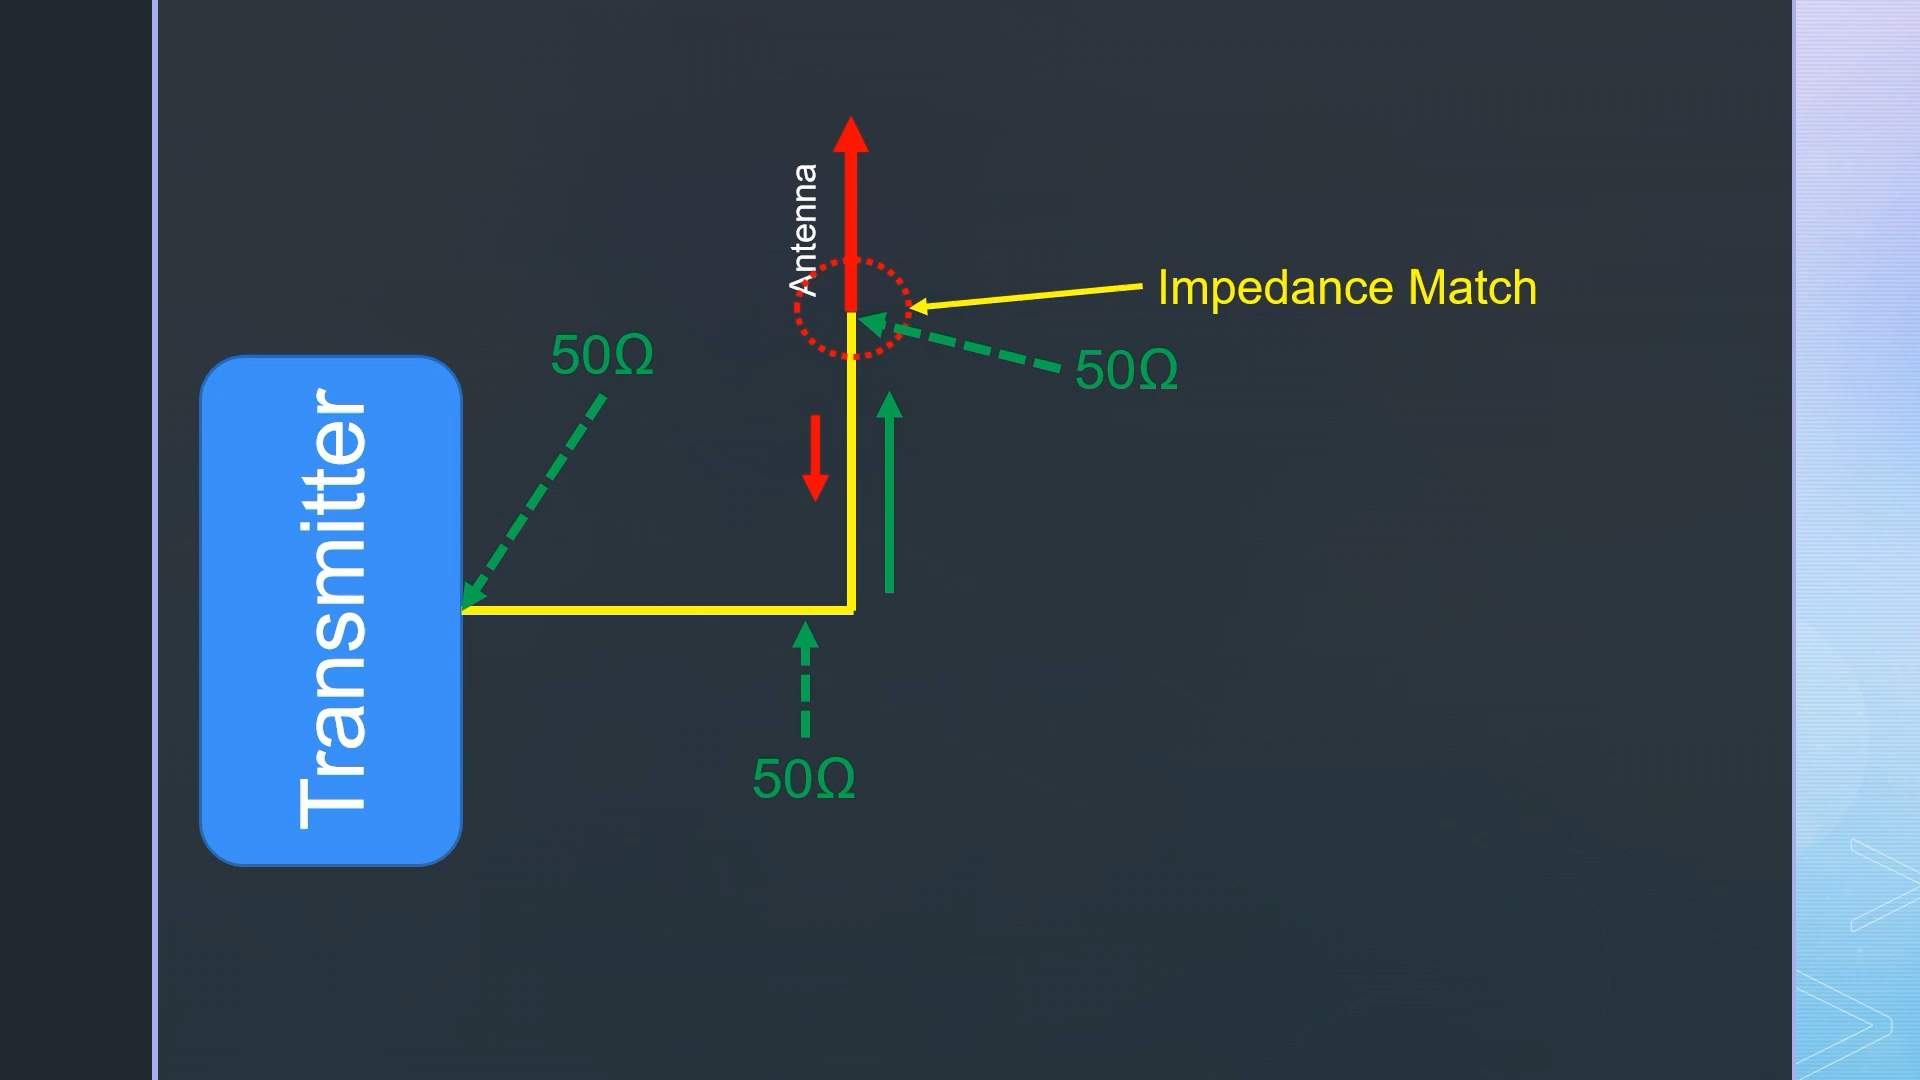 Antenna
Impedance Match
50Ω
50Ω
Transmitter
50Ω